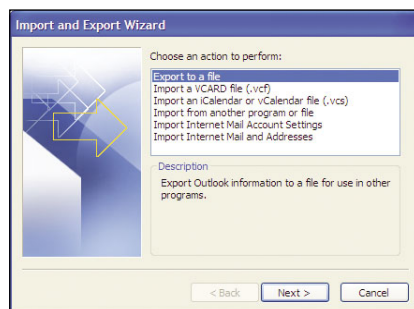 Import and Export Wizard
Choose an action to perform:
Export to a file
Import a VCARD file (.vcf)
Import an iCalendar or vCalendar file (.vcs)
Import from another program or file
Import Internet Mail Account Settings
Import Internet Mail and Addresses
Description
Export Outlook information to a file for use in other
programs.
< Back Next > Cancel